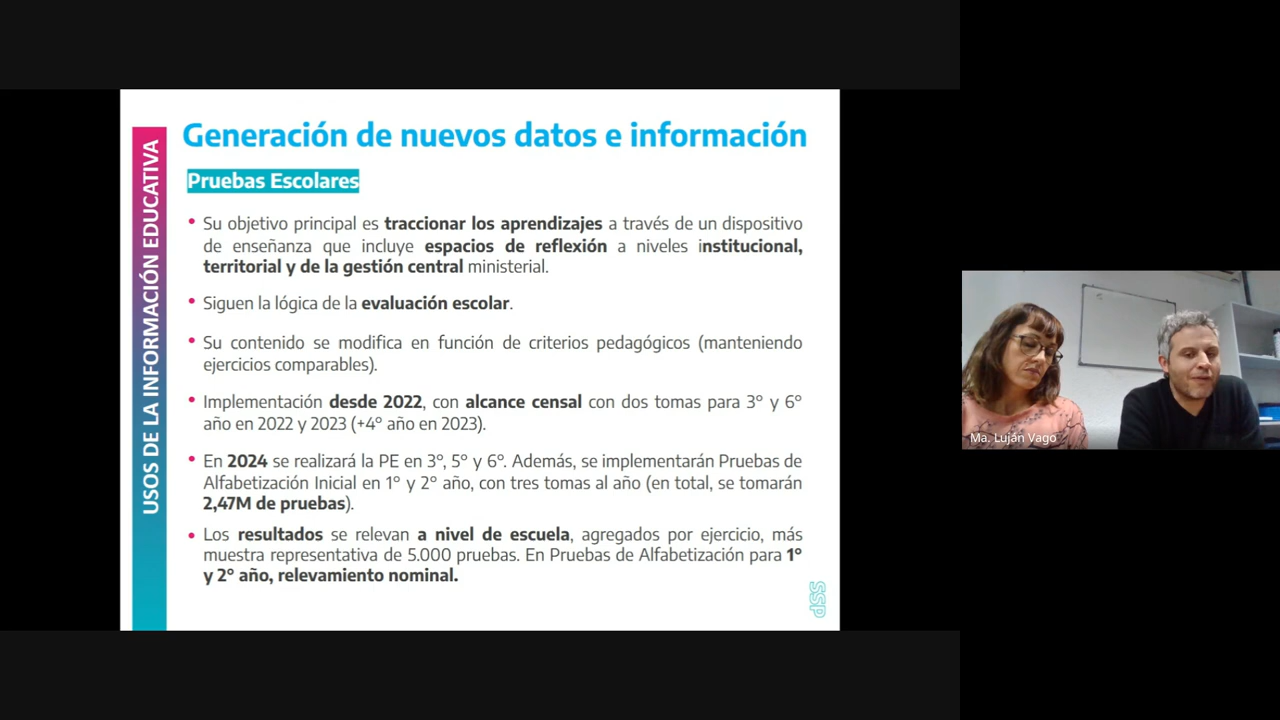 USOS DE LA INFORMACIÓN EDUCATIVA
Generación de nuevos datos e información
Pruebas Escolares
• Su objetivo principal es traccionar los aprendizajes a través de un dispositivo
de enseñanza que incluye espacios de reflexión a niveles institucional,
territorial y de la gestión central ministerial.
• Siguen la lógica de la evaluación escolar.
• Su contenido se modifica en función de criterios pedagógicos (manteniendo
ejercicios comparables).
• Implementación desde 2022, con alcance censal con dos tomas para 3° y 6°
año en 2022 y 2023 (+4° año en 2023).
• En 2024 se realizará la PE en 3°, 5° y 6°. Además, se implementarán Pruebas de
Alfabetización Inicial en 1° y 2° año, con tres tomas al año (en total, se tomarán
2,47M de pruebas).
• Los resultados se relevan a nivel de escuela, agregados por ejercicio, más
muestra representativa de 5.000 pruebas. En Pruebas de Alfabetización para 1°
y 2° año, relevamiento nominal.
SSP
Ma. Luján Vago